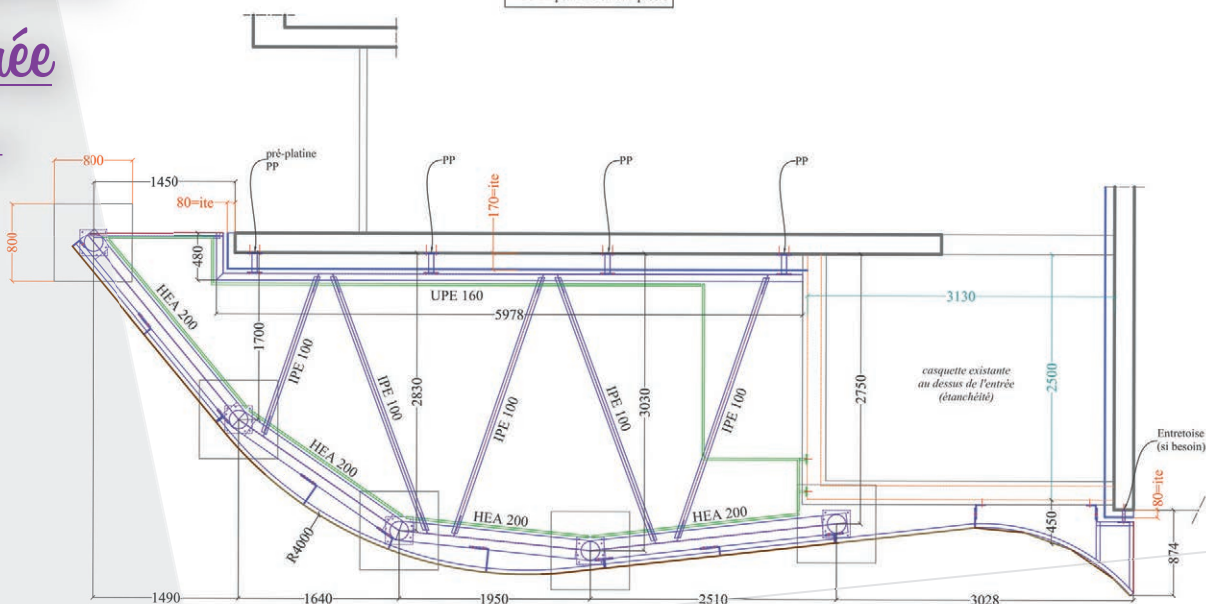 rée
800
800
1450
80=ite
pré-platine
PP
PP
PP
PP
170=ite
480
UPE 160
5978
HEA 200
1700
IPE 100
IPE 100
2830
IPE 100
IPE 100
3030
IPE 100
2750
3130
casquette existante
au dessus de l'entrée
(étanchéité)
2500
Entretoise
(si besoin)
80=ite
HEA 200
HEA 200
HEA 200
R4000
450
874
1490
1640
1950
2510
3028